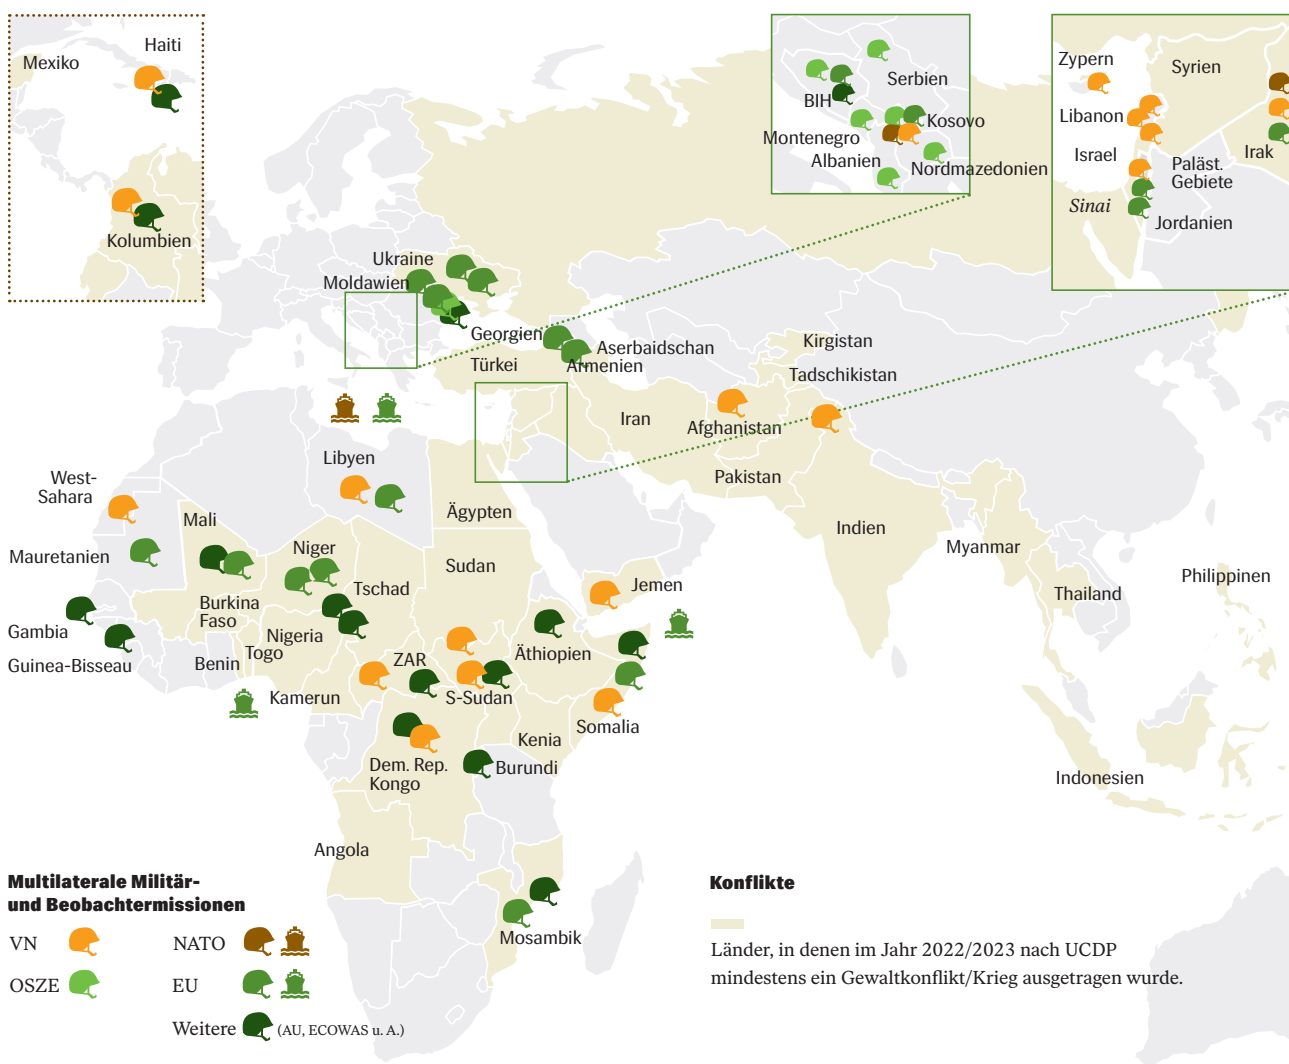 Mexiko
Haiti
Kolumbien
Serbien
BIH
Kosovo
Montenegro
Albanien
Nordmazedonien
Zypern
Syrien
Libanon
Israel
Irak
Paläst.
Gebiete
Sinai
Jordanien
Ukraine
Moldawien
Georgien
Aserbaidschan
Armenien
Türkei
Kirgistan
Tadschikistan
Iran
Afghanistan
Pakistan
Libyen
West-
Sahara
Ägypten
Indien
Mali
Mauretanien
Niger
Sudan
Myanmar
Jemen
Tschad
Philippinen
Thailand
Burkina
Faso
Gambia
Nigeria
Togo
Benin
Guinea-Bissau
Äthiopien
ZAR
Kamerun
S-Sudan
Somalia
Kenia
Dem. Rep.
Kongo
Burundi
Indonesien
Angola
Mosambik
Multilaterale Militär-
und Beobachtermissionen
VN
NATO
OSZE
EU
Weitere (AU, ECOWAS u. A.)
Konflikte
Länder, in denen im Jahr 2022/2023 nach UCDP
mindestens ein Gewaltkonflikt/Krieg ausgetragen wurde.